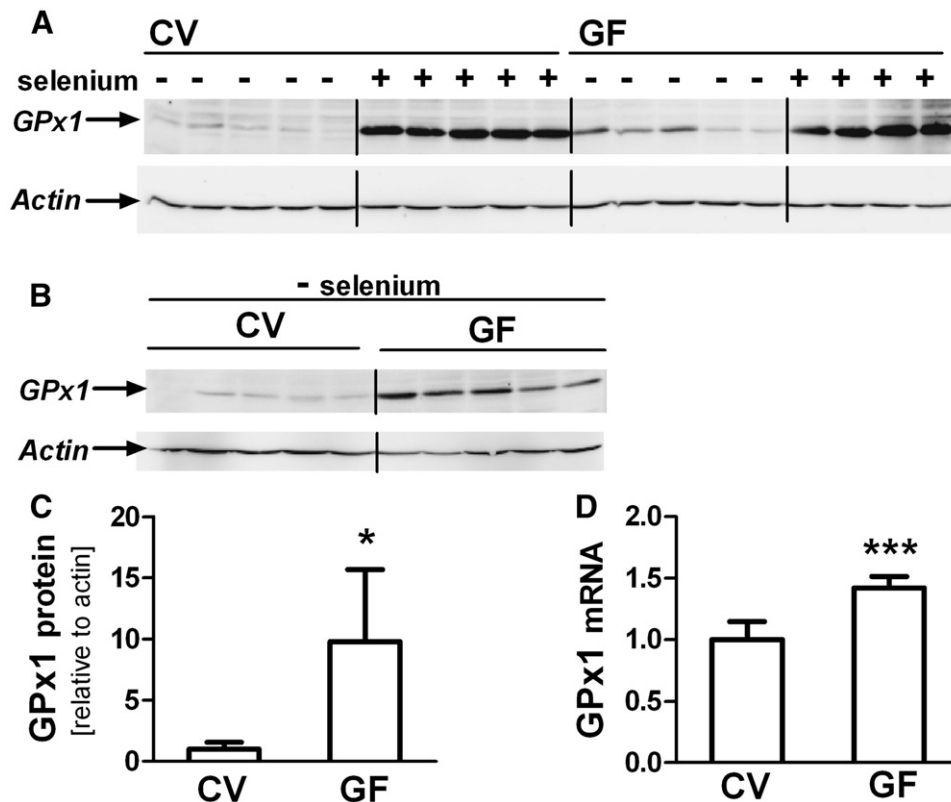 A
CV GF
selenium - - - - - + + + + + - - - - - + + + +
GPx1
Actin
B
- selenium
CV GF
GPx1
Actin
C
GPx1 protein
[relative to actin]
20
15
10
5
0
*
CV GF
D
GPx1 mRNA
2.0
1.5
1.0
0.5
0.0
***
CV GF